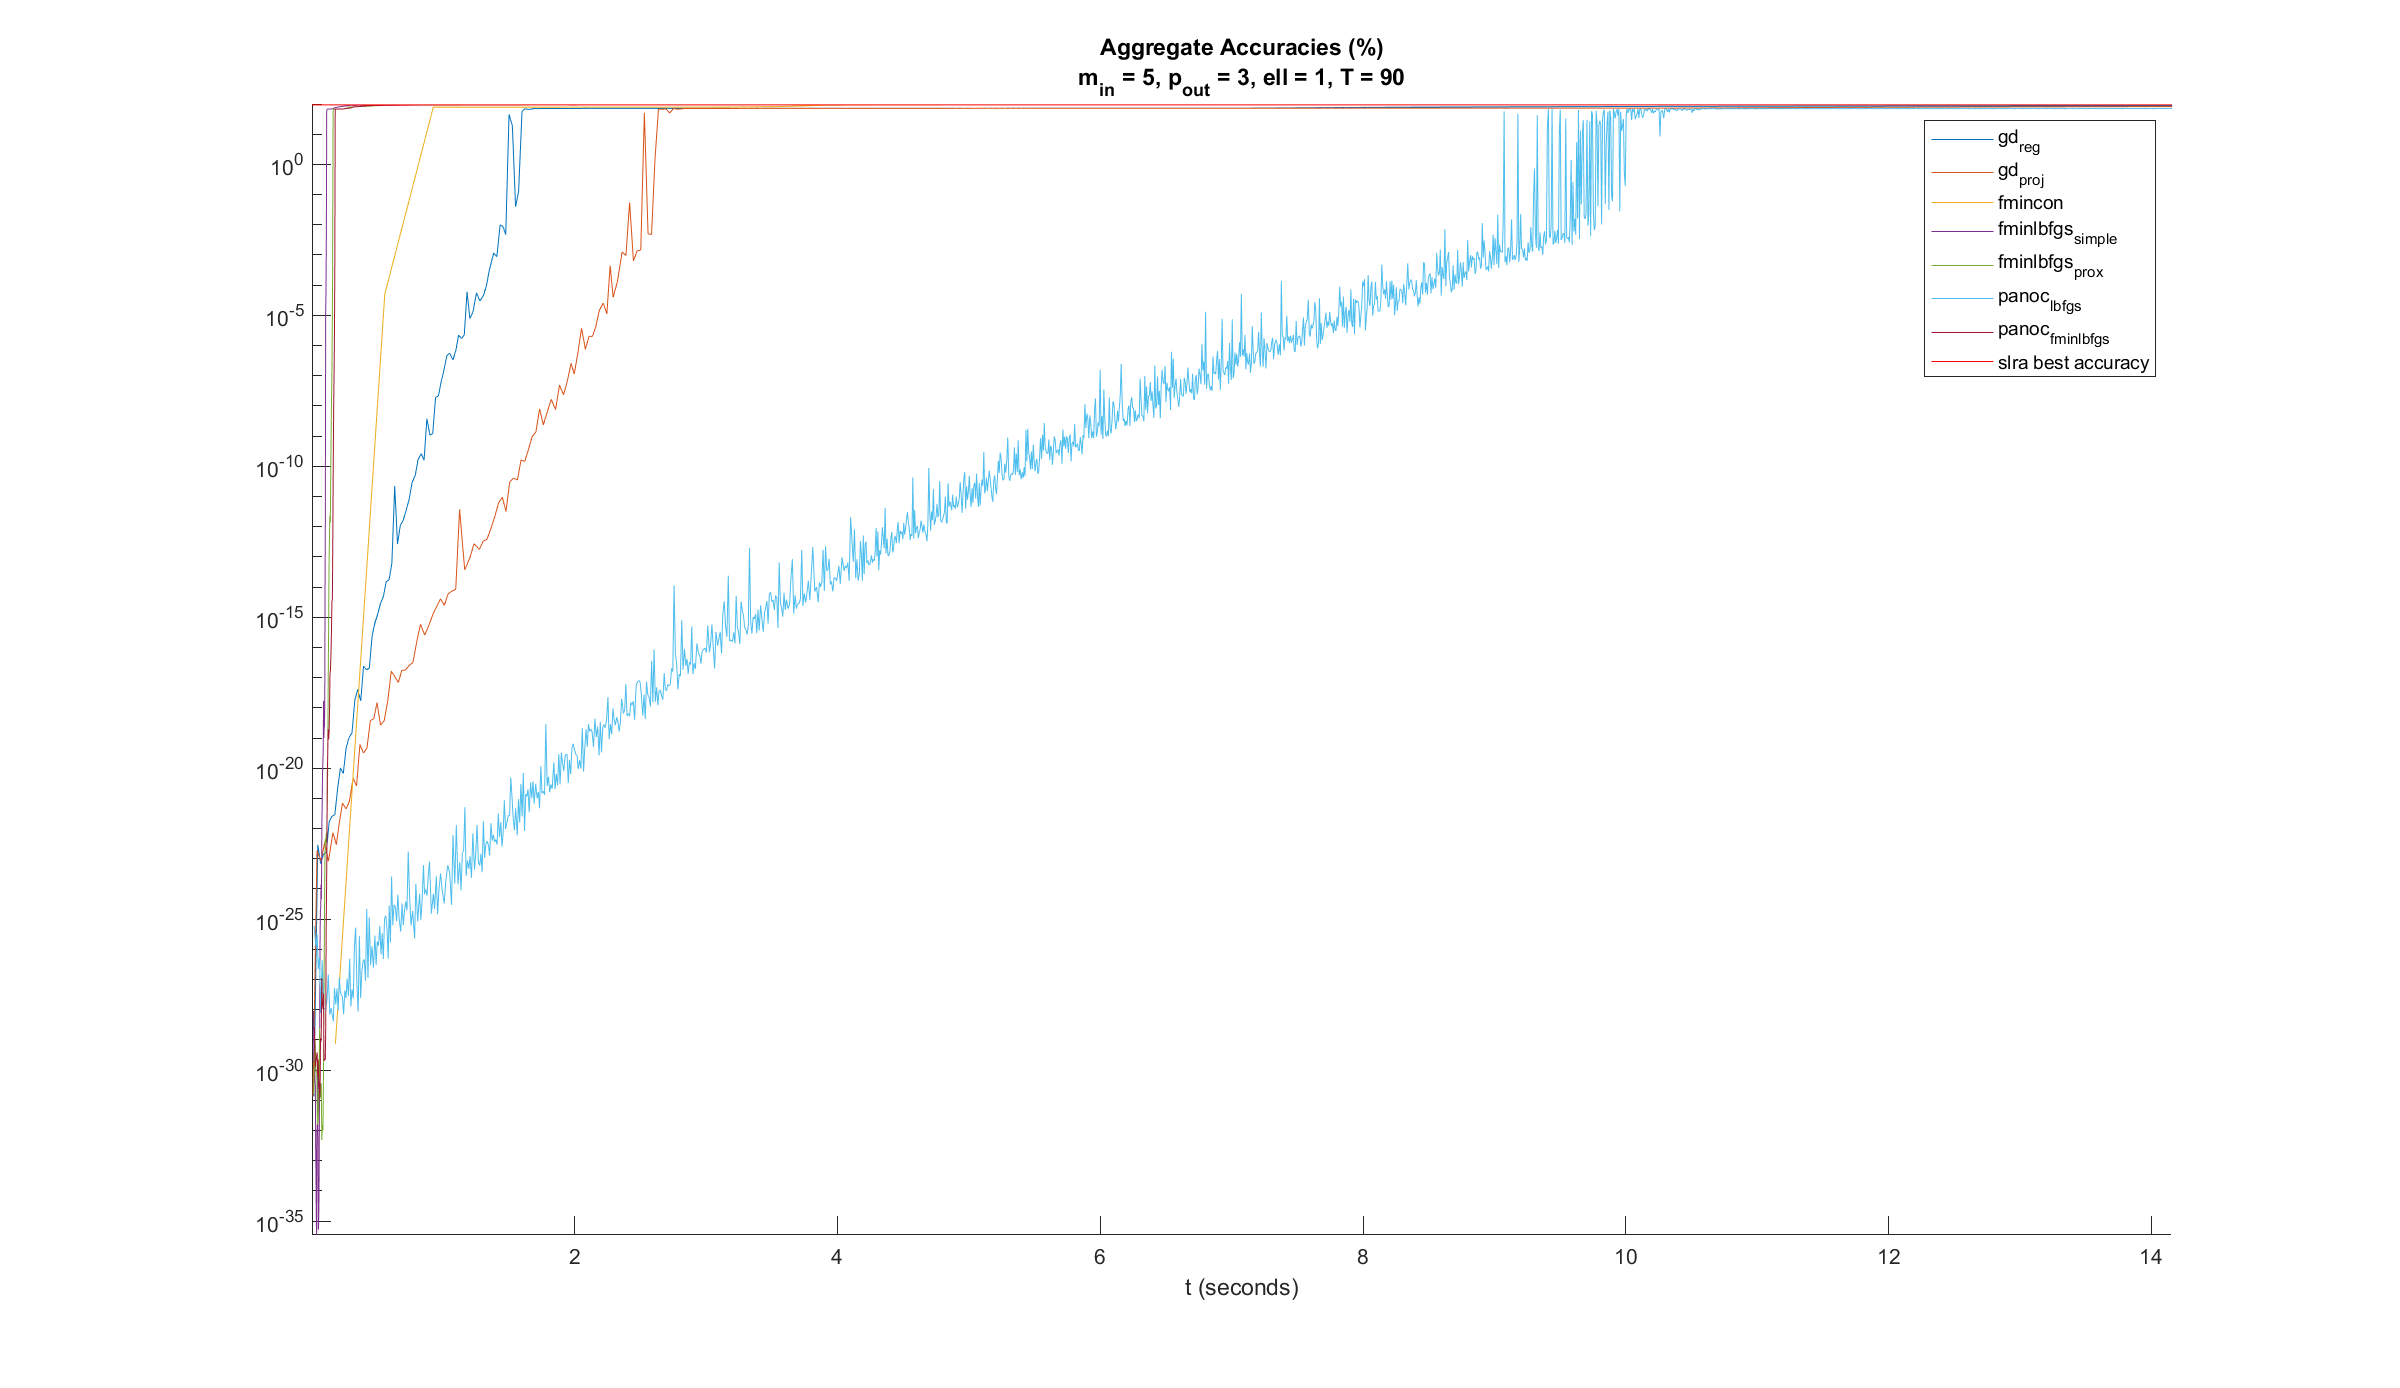 Aggregate Accuracies (%)
m_in = 5, p_out = 3, ell = 1, T = 90
10^0
10^-5
10^-10
10^-15
10^-20
10^-25
10^-30
10^-35
2 4 6 8 10 12 14
t (seconds)
gd_reg
gd_proj
fmincon
fminlbfgs_simple
fminlbfgs_prox
panoc_lbfgs
panoc_fminlbfgs
slra best accuracy